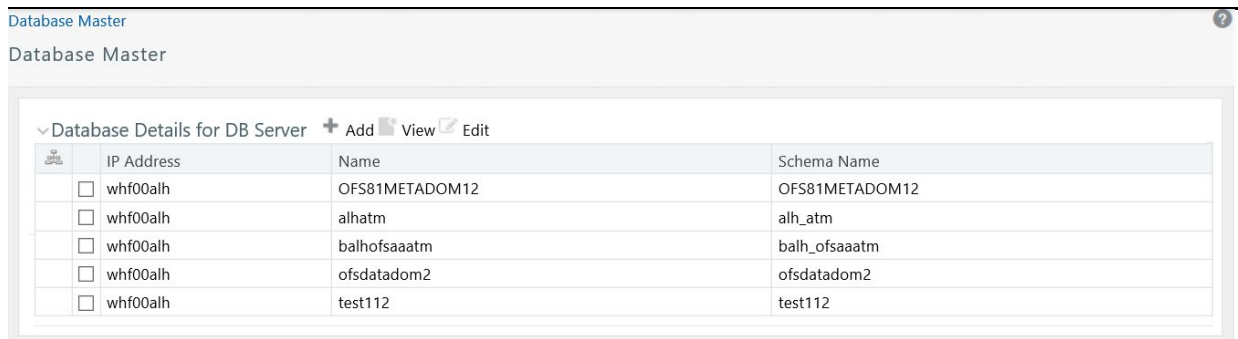 Database Master
?
Database Master
Database Details for DB Server Add View Edit
IP Address Name Schema Name
whf00alh OFS81METADOM12 OFS81METADOM12
whf00alh alhatm alh_atm
whf00alh balhofsaaatm balh_ofsaaatm
whf00alh ofsdatadom2 ofsdatadom2
whf00alh test112 test112